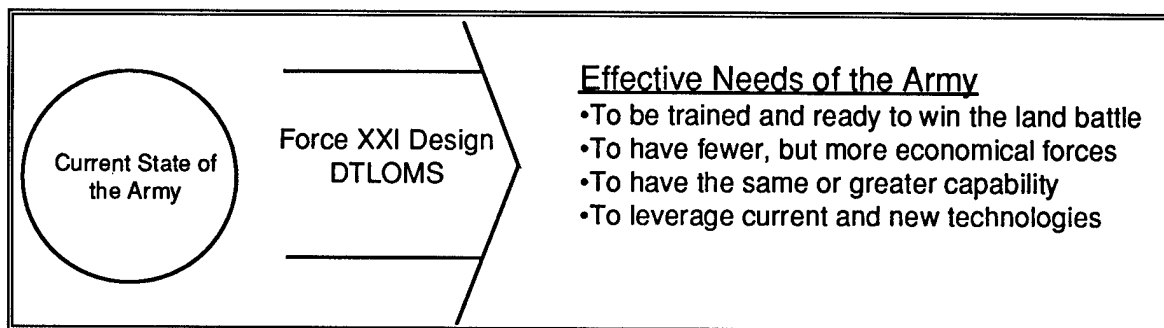 Current State of
the Army
Force XXI Design
DTLOMS
Effective Needs of the Army
•To be trained and ready to win the land battle
•To have fewer, but more economical forces
•To have the same or greater capability
•To leverage current and new technologies